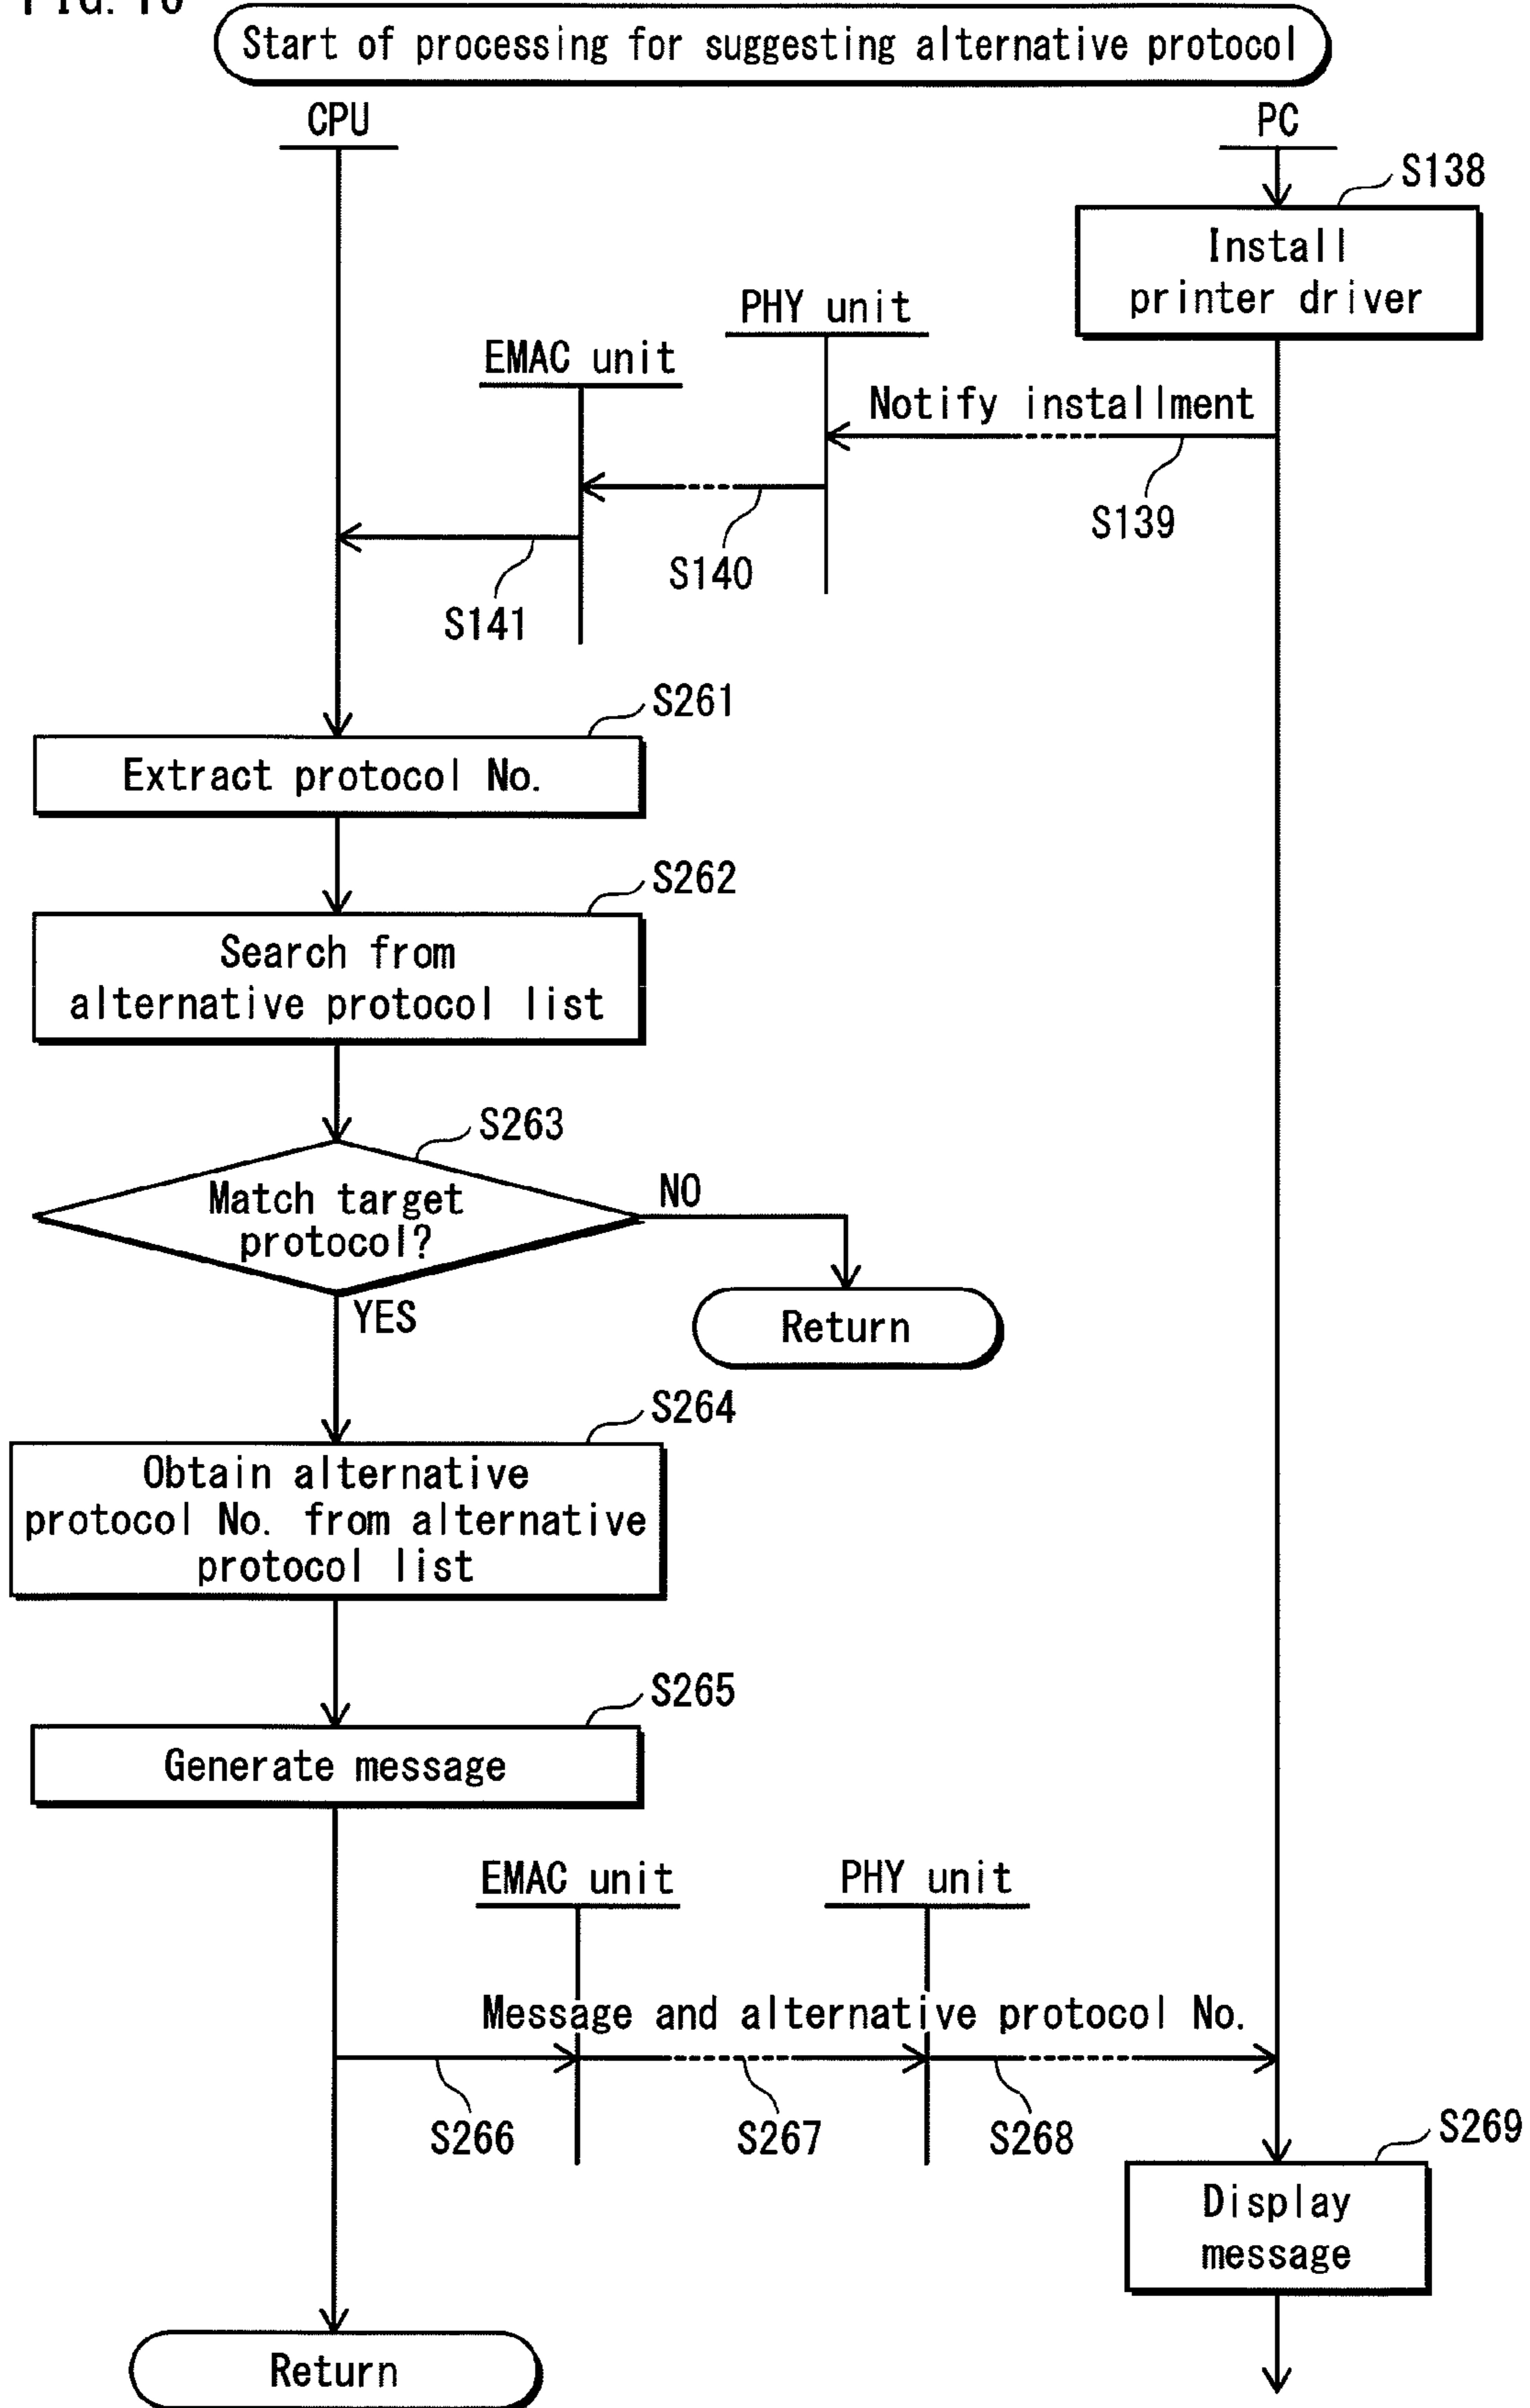 Start of processing for suggesting alternative protocol
CPU
PC
S138
Install
printer driver
PHY unit
EMAC unit
Notify installment
S139
S140
S141
S261
Extract protocol No.
S262
Search from
alternative protocol list
S263
Match target
protocol?
NO
YES
Return
S264
Obtain alternative
protocol No. from alternative
protocol list
S265
Generate message
EMAC unit
PHY unit
Message and alternative protocol No.
S266
S267
S268
S269
Display
message
Return